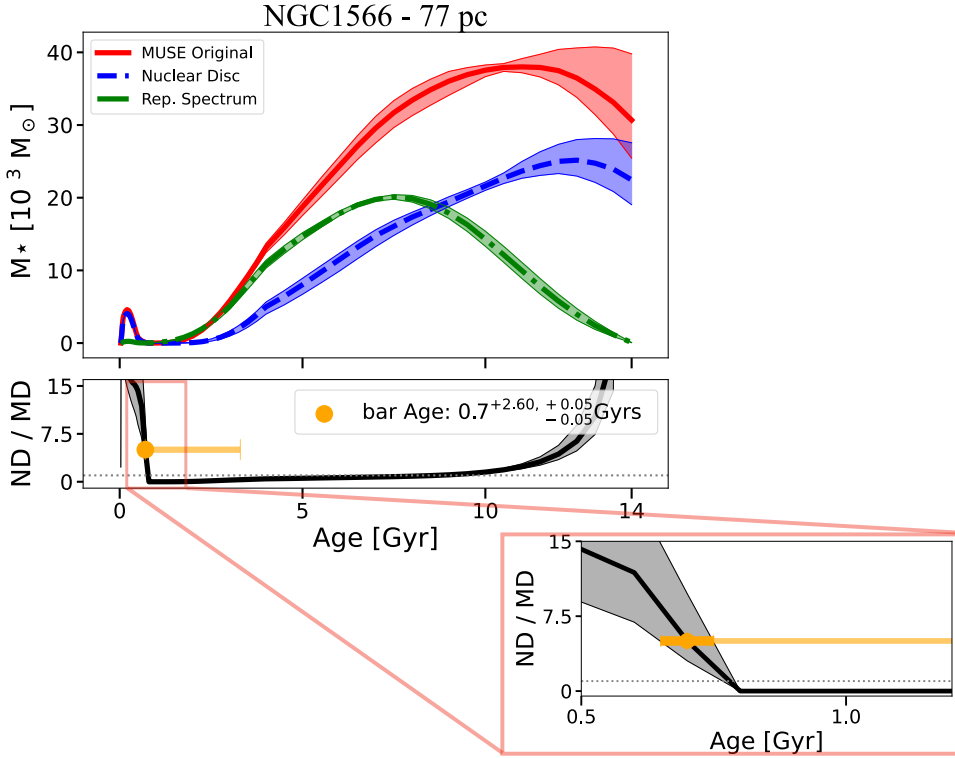 NGC1566 - 77 pc
MUSE Original
Nuclear Disc
Rep. Spectrum
M⋆ [10 ³ M⊙]
40
30
20
10
0
ND / MD
15
7.5
0
bar Age: 0.7+2.60, +0.05 −0.05Gyrs
0
5
10
14
Age [Gyr]
ND / MD
15
7.5
0
0.5
1.0
Age [Gyr]